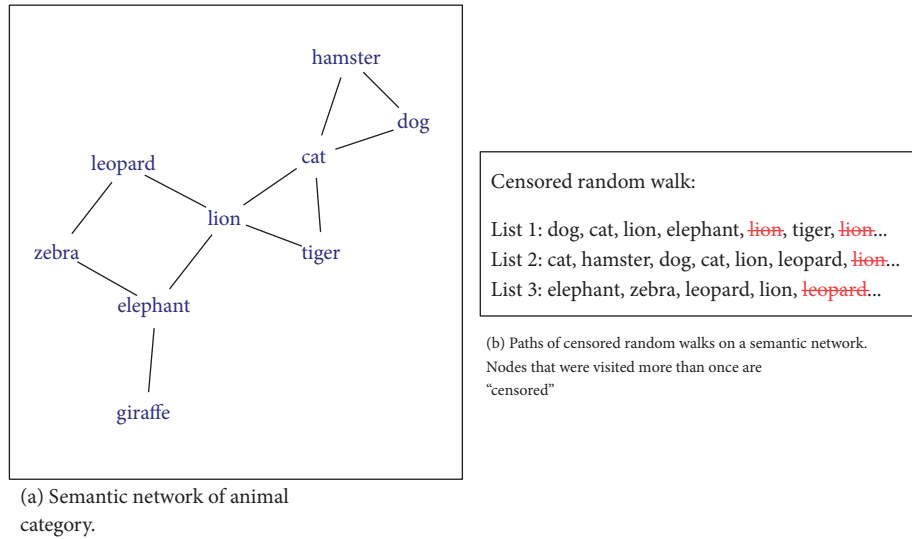 hamster
dog
cat
leopard
lion
zebra
tiger
elephant
giraffe
(a) Semantic network of animal
category.
Censored random walk:
List 1: dog, cat, lion, elephant, lion, tiger, lion...
List 2: cat, hamster, dog, cat, lion, leopard, lion...
List 3: elephant, zebra, leopard, lion, leopard...
(b) Paths of censored random walks on a semantic network.
Nodes that were visited more than once are
“censored”